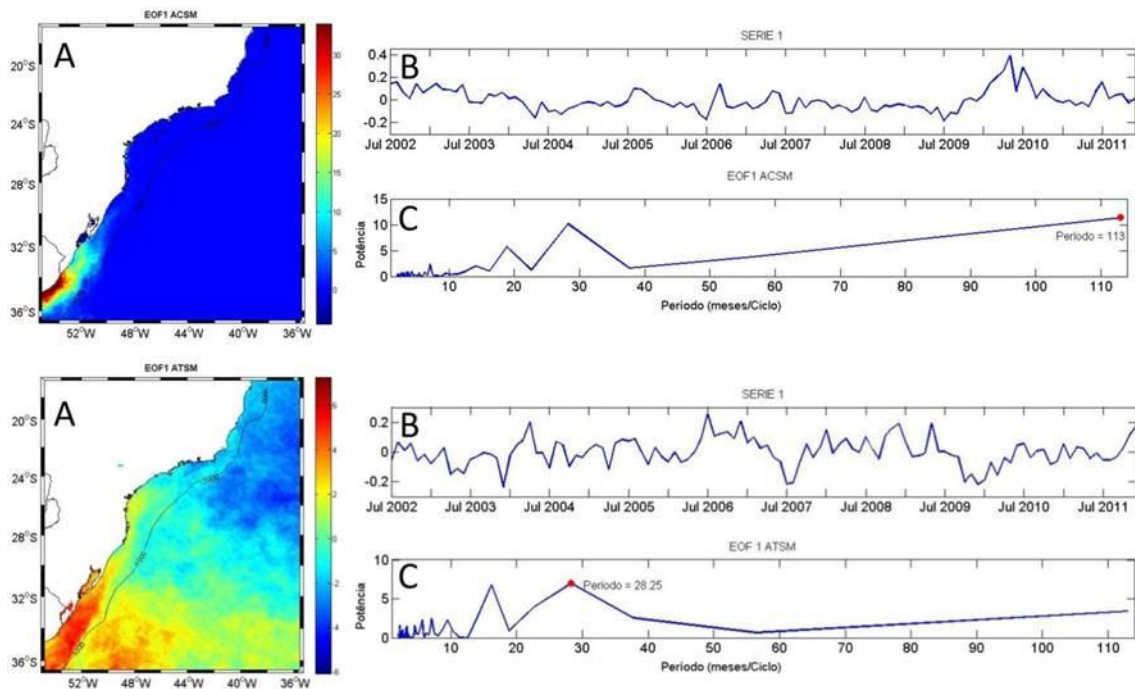 EOF1 ACSM
A
20°S
24°S
28°S
32°S
36°S
52°W 48°W 44°W 40°W 36°W
30
25
20
15
10
5
0
SERIE 1
B
0.4
0.2
0
-0.2
Jul 2002 Jul 2003 Jul 2004 Jul 2005 Jul 2006 Jul 2007 Jul 2008 Jul 2009 Jul 2010 Jul 2011
EOF1 ACSM
C
Potência
15
10
5
0
Período = 113
10 20 30 40 50 60 70 80 90 100 110
Período (meses/Ciclo)
EOF1 ATSM
A
20°S
24°S
28°S
32°S
36°S
52°W 48°W 44°W 40°W 36°W
-1000
-1000
-1000
6
4
2
0
-2
-4
-6
SERIE 1
B
0.2
0
-0.2
Jul 2002 Jul 2003 Jul 2004 Jul 2005 Jul 2006 Jul 2007 Jul 2008 Jul 2009 Jul 2010 Jul 2011
EOF 1 ATSM
C
Potência
10
5
0
Período = 28.25
10 20 30 40 50 60 70 80 90 100 110
Período (meses/Ciclo)